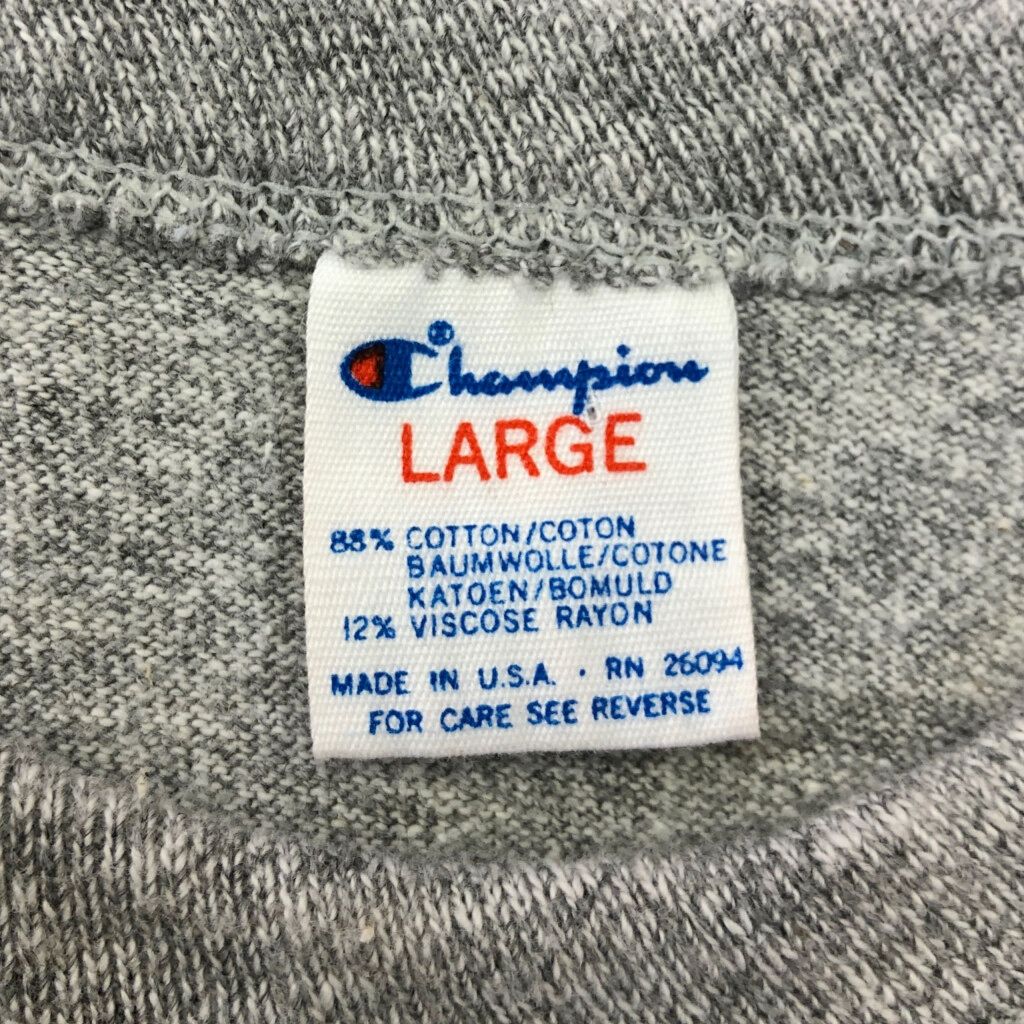 Champion®
LARGE
88% COTTON/COTON
BAUMWOLLE/COTONE
KATOEN/BOMULD
12% VISCOSE RAYON
MADE IN U.S.A. · RN 26094
FOR CARE SEE REVERSE